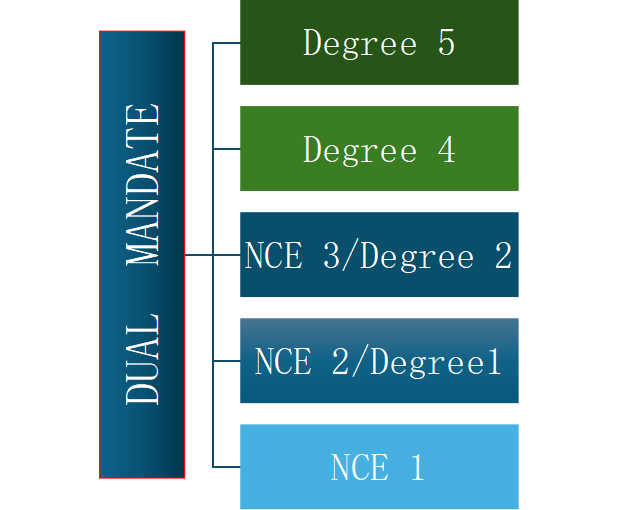 DUAL MANDATE
Degree 5
Degree 4
NCE 3/Degree 2
NCE 2/Degree1
NCE 1